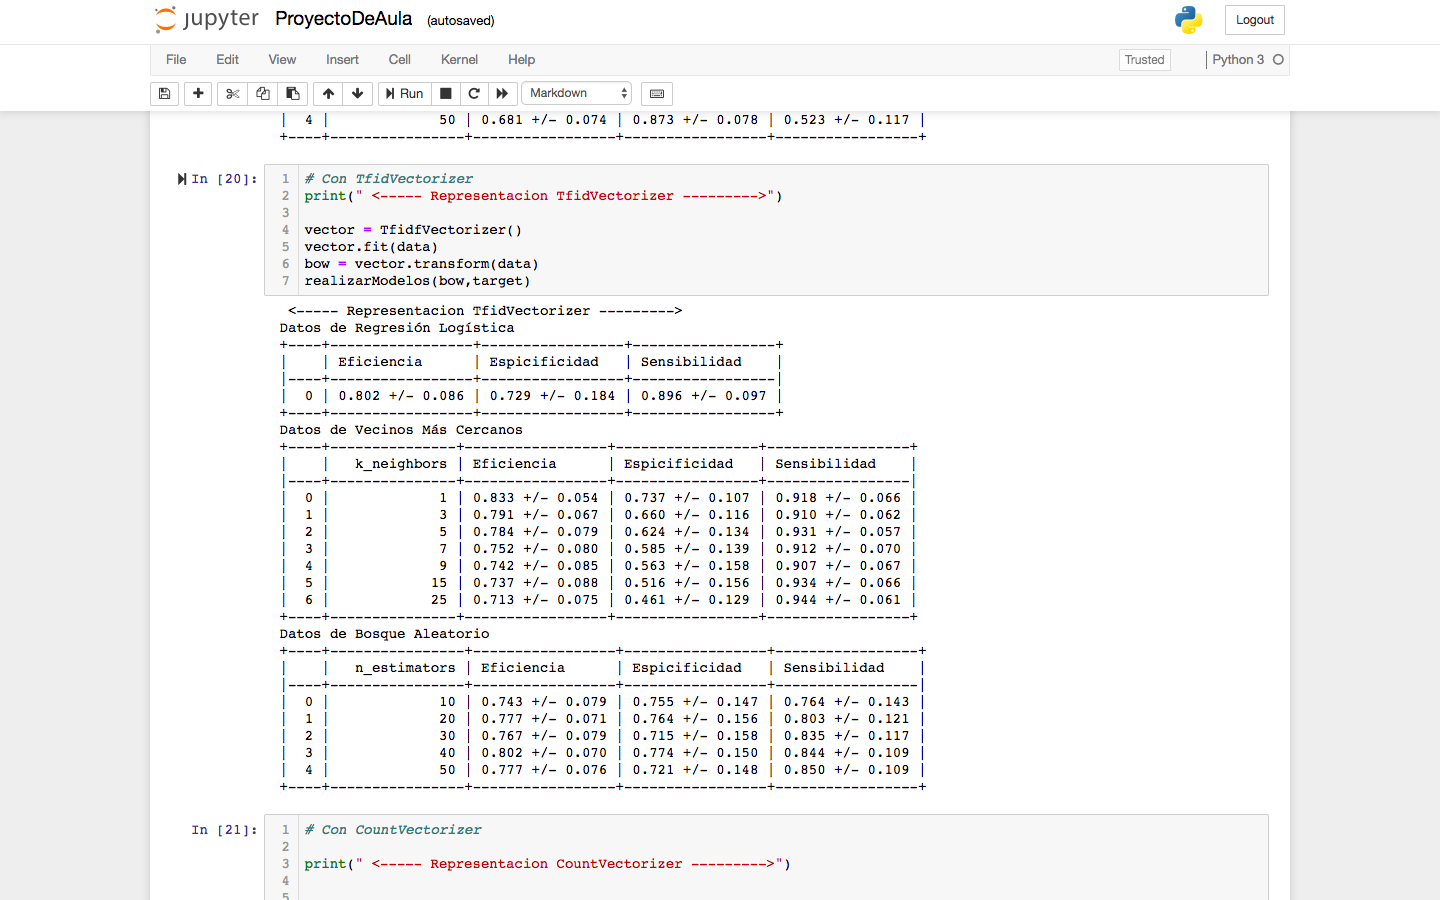 jupyter ProyectoDeAula (autosaved) Logout
File Edit View Insert Cell Kernel Help Trusted | Python 3
Run Markdown
| 4 | 50 | 0.681 +/- 0.074 | 0.873 +/- 0.078 | 0.523 +/- 0.117 |
+----+----------------+-----------------+-----------------+-----------------+
In [20]:
1 # Con TfidVectorizer
2 print(" <----- Representacion TfidVectorizer --------->")
3
4 vector = TfidfVectorizer()
5 vector.fit(data)
6 bow = vector.transform(data)
7 realizarModelos(bow,target)
<----- Representacion TfidVectorizer --------->
Datos de Regresión Logística
+----+-----------------+-----------------+-----------------+
| | Eficiencia | Espicificidad | Sensibilidad |
|----+-----------------+-----------------+-----------------|
| 0 | 0.802 +/- 0.086 | 0.729 +/- 0.184 | 0.896 +/- 0.097 |
+----+-----------------+-----------------+-----------------+
Datos de Vecinos Más Cercanos
+----+---------------+-----------------+-----------------+-----------------+
| | k_neighbors | Eficiencia | Espicificidad | Sensibilidad |
|----+---------------+-----------------+-----------------+-----------------|
| 0 | 1 | 0.833 +/- 0.054 | 0.737 +/- 0.107 | 0.918 +/- 0.066 |
| 1 | 3 | 0.791 +/- 0.067 | 0.660 +/- 0.116 | 0.910 +/- 0.062 |
| 2 | 5 | 0.784 +/- 0.079 | 0.624 +/- 0.134 | 0.931 +/- 0.057 |
| 3 | 7 | 0.752 +/- 0.080 | 0.585 +/- 0.139 | 0.912 +/- 0.070 |
| 4 | 9 | 0.742 +/- 0.085 | 0.563 +/- 0.158 | 0.907 +/- 0.067 |
| 5 | 15 | 0.737 +/- 0.088 | 0.516 +/- 0.156 | 0.934 +/- 0.066 |
| 6 | 25 | 0.713 +/- 0.075 | 0.461 +/- 0.129 | 0.944 +/- 0.061 |
+----+---------------+-----------------+-----------------+-----------------+
Datos de Bosque Aleatorio
+----+----------------+-----------------+-----------------+-----------------+
| | n_estimators | Eficiencia | Espicificidad | Sensibilidad |
|----+----------------+-----------------+-----------------+-----------------|
| 0 | 10 | 0.743 +/- 0.079 | 0.755 +/- 0.147 | 0.764 +/- 0.143 |
| 1 | 20 | 0.777 +/- 0.071 | 0.764 +/- 0.156 | 0.803 +/- 0.121 |
| 2 | 30 | 0.767 +/- 0.079 | 0.715 +/- 0.158 | 0.835 +/- 0.117 |
| 3 | 40 | 0.802 +/- 0.070 | 0.774 +/- 0.150 | 0.844 +/- 0.109 |
| 4 | 50 | 0.777 +/- 0.076 | 0.721 +/- 0.148 | 0.850 +/- 0.109 |
+----+----------------+-----------------+-----------------+-----------------+
In [21]:
1 # Con CountVectorizer
2
3 print(" <----- Representacion CountVectorizer --------->")
4
5